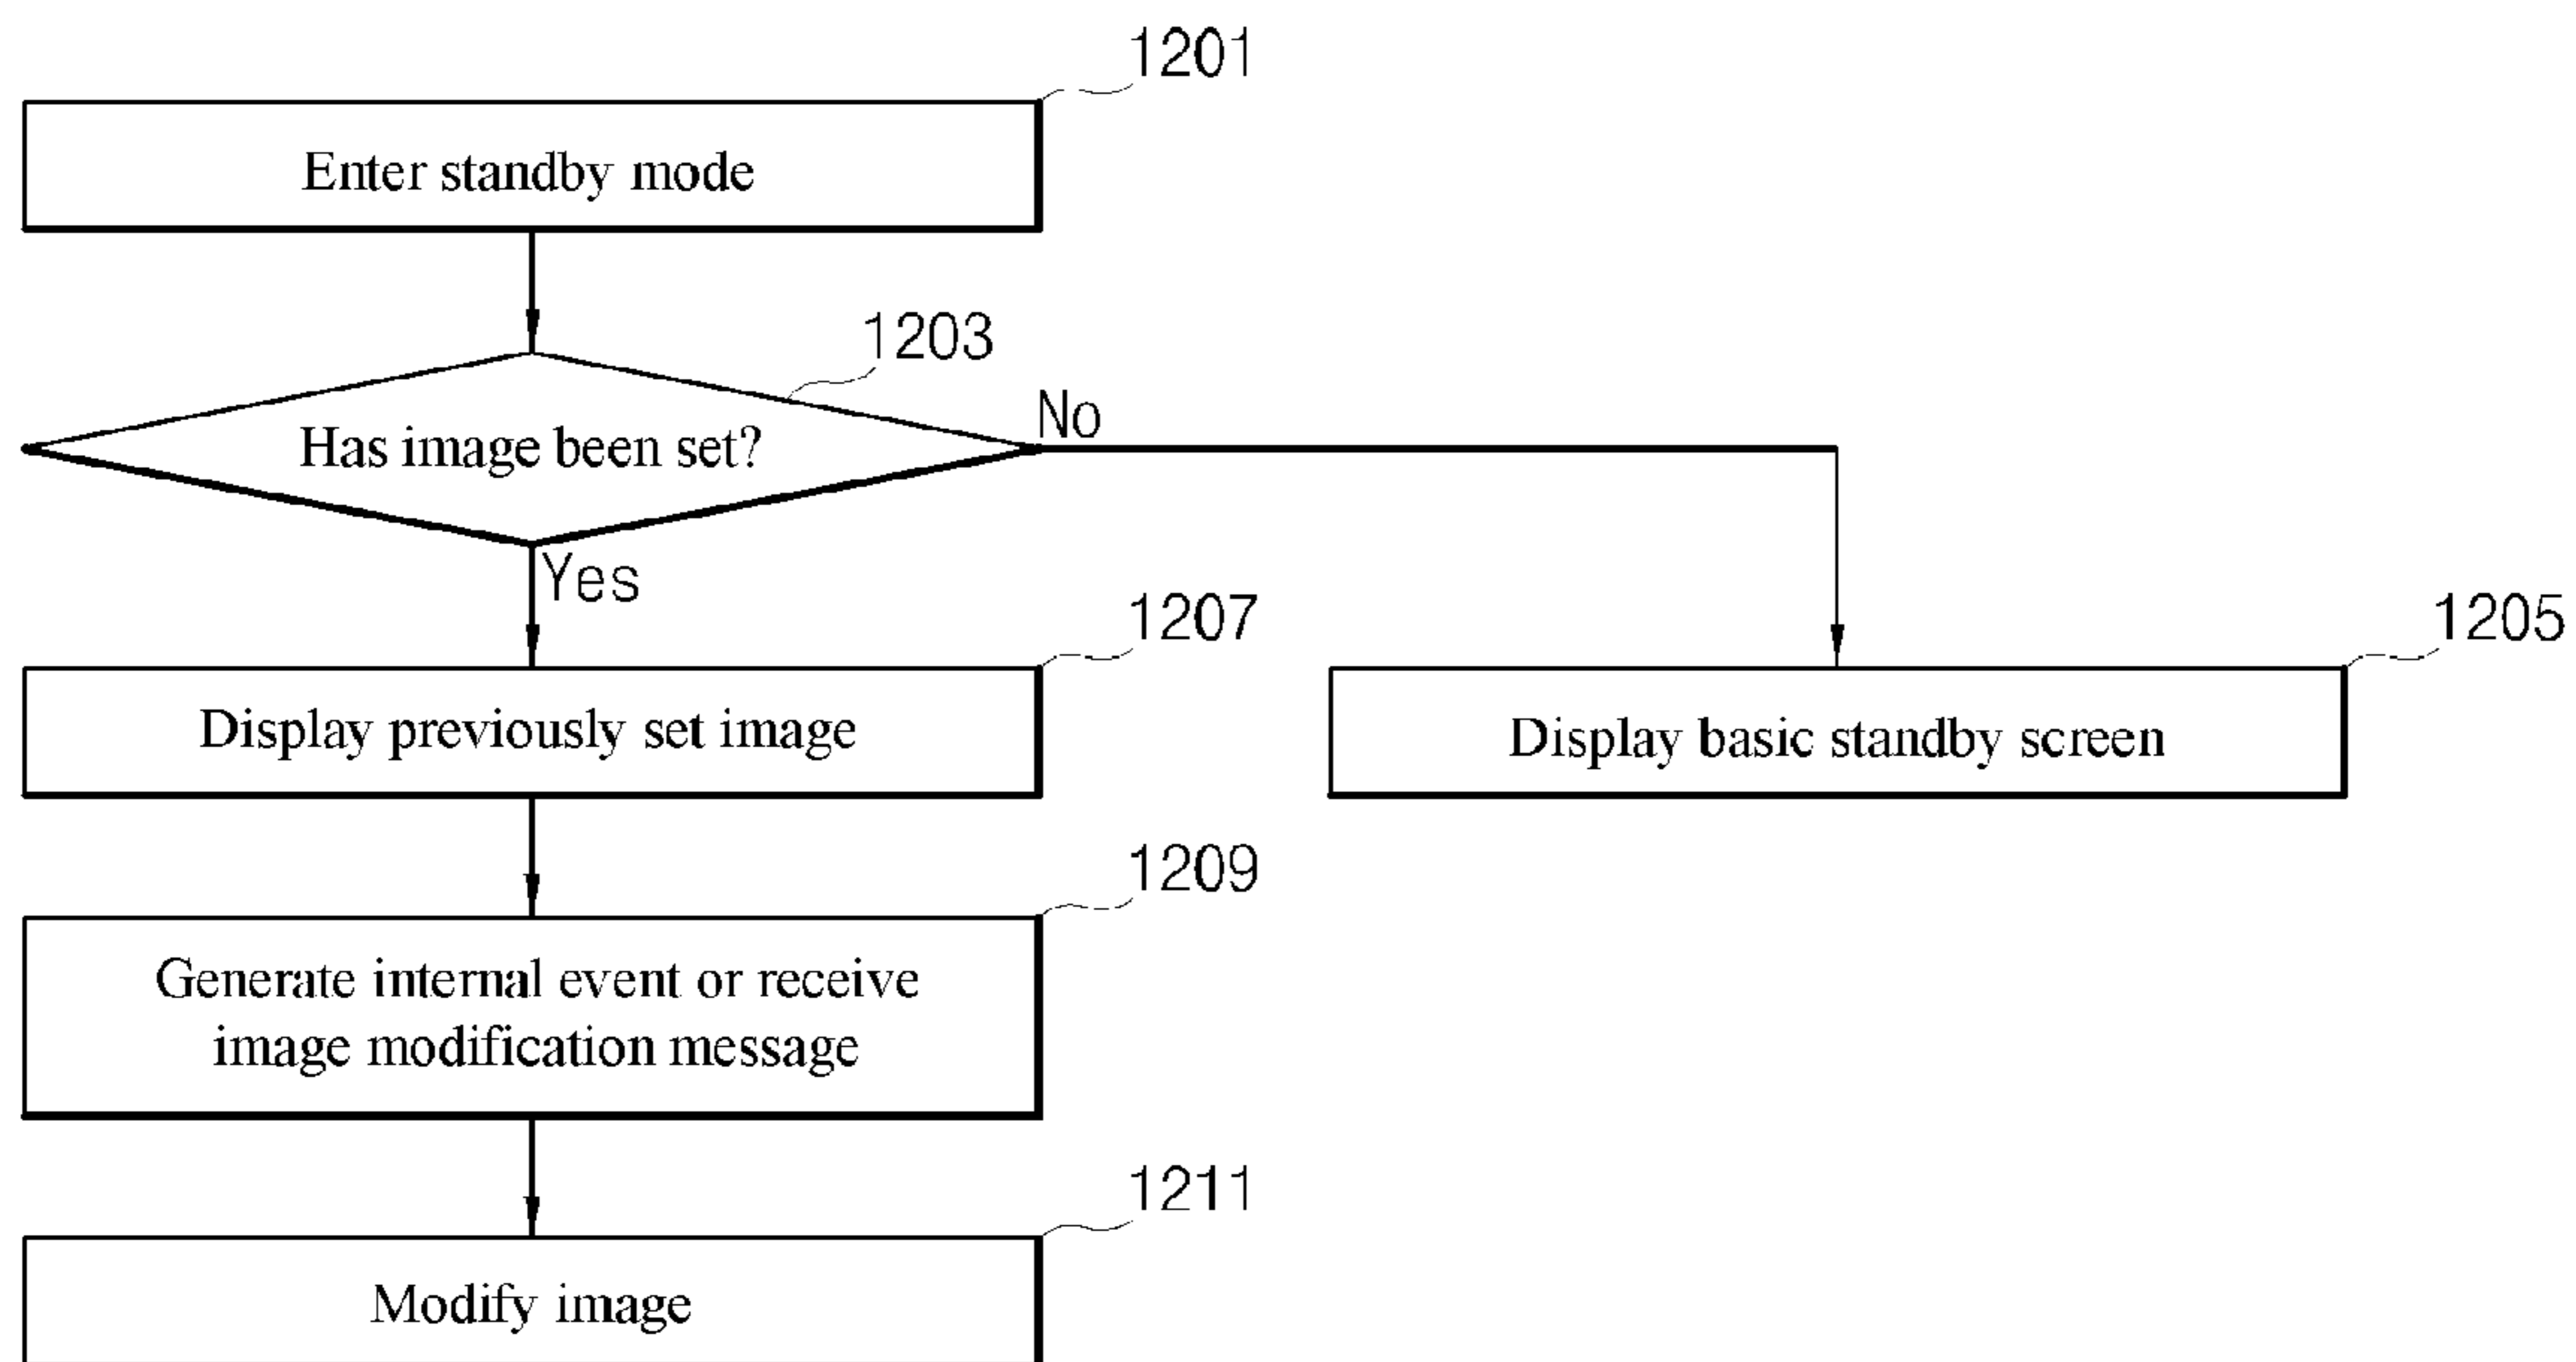 1201
Enter standby mode
1203
Has image been set?
No
Yes
1207
Display previously set image
1205
Display basic standby screen
1209
Generate internal event or receive
image modification message
1211
Modify image